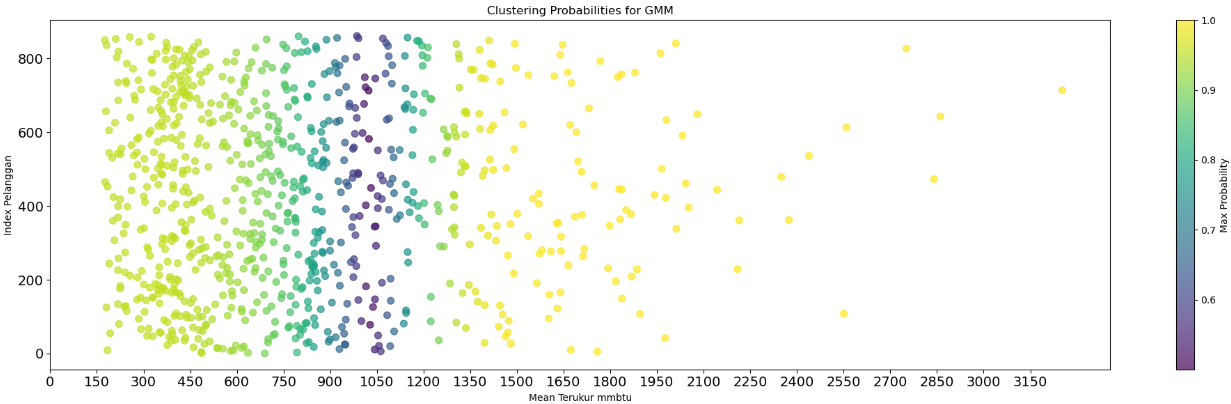 Clustering Probabilities for GMM
Index Pelanggan
800
600
400
200
0
0 150 300 450 600 750 900 1050 1200 1350 1500 1650 1800 1950 2100 2250 2400 2550 2700 2850 3000 3150
Mean Terukur mmbtu
1.0
0.9
0.8
0.7
0.6
Max Probability